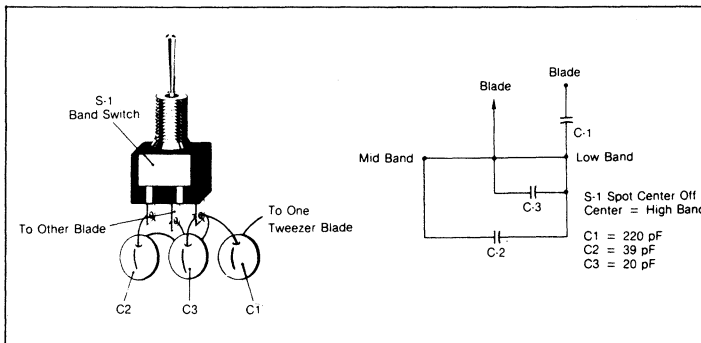 S-1
Band Switch
To Other Blade
To One
Tweezer Blade
C2
C3
C1
Blade
Blade
C-1
Mid Band
Low Band
C-3
C-2
S-1 Spot Center Off
Center = High Band
C1 = 220 pF
C2 = 39 pF
C3 = 20 pF